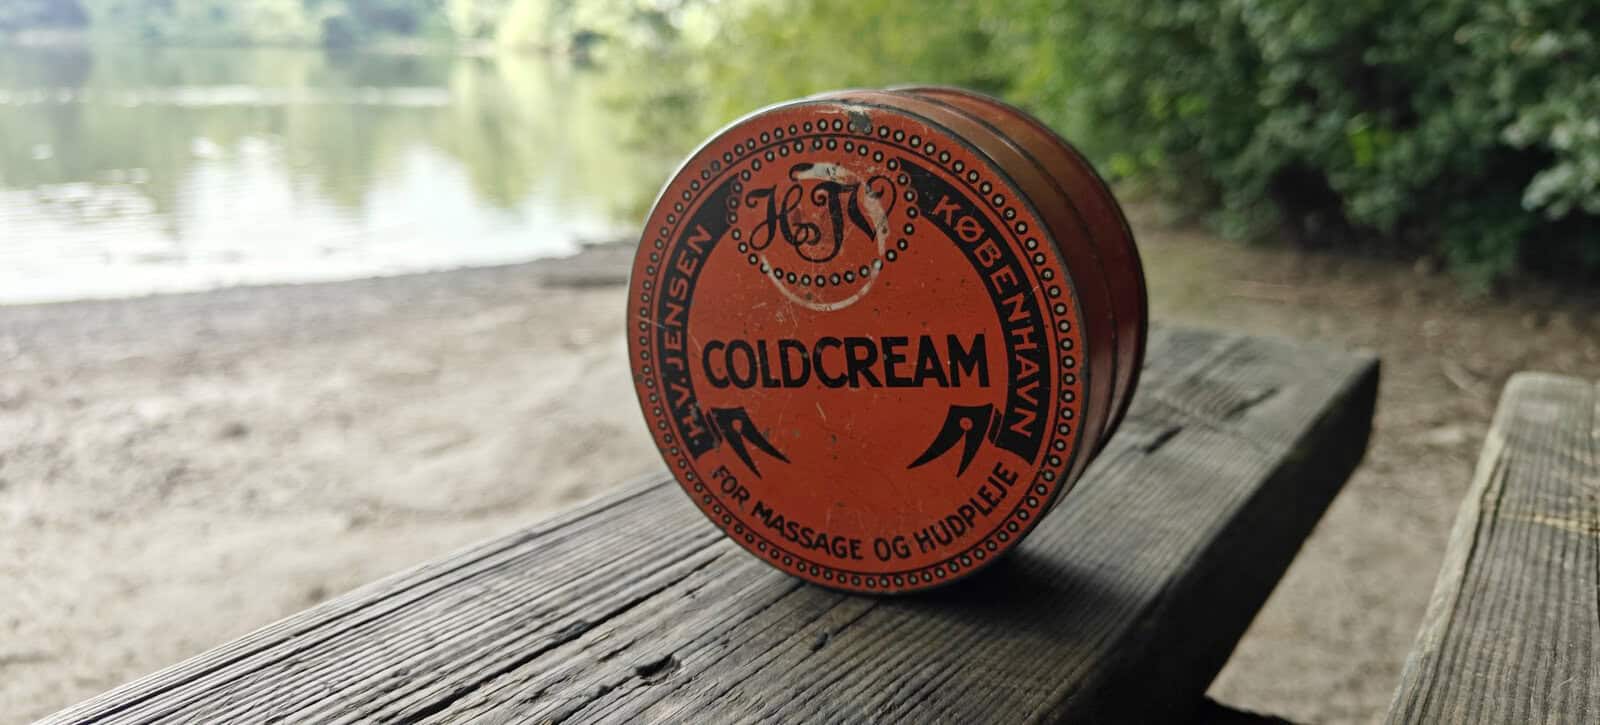 HJV
H.V.JENSEN
KØBENHAVN
COLDCREAM
FOR MASSAGE OG HUDPLEJE